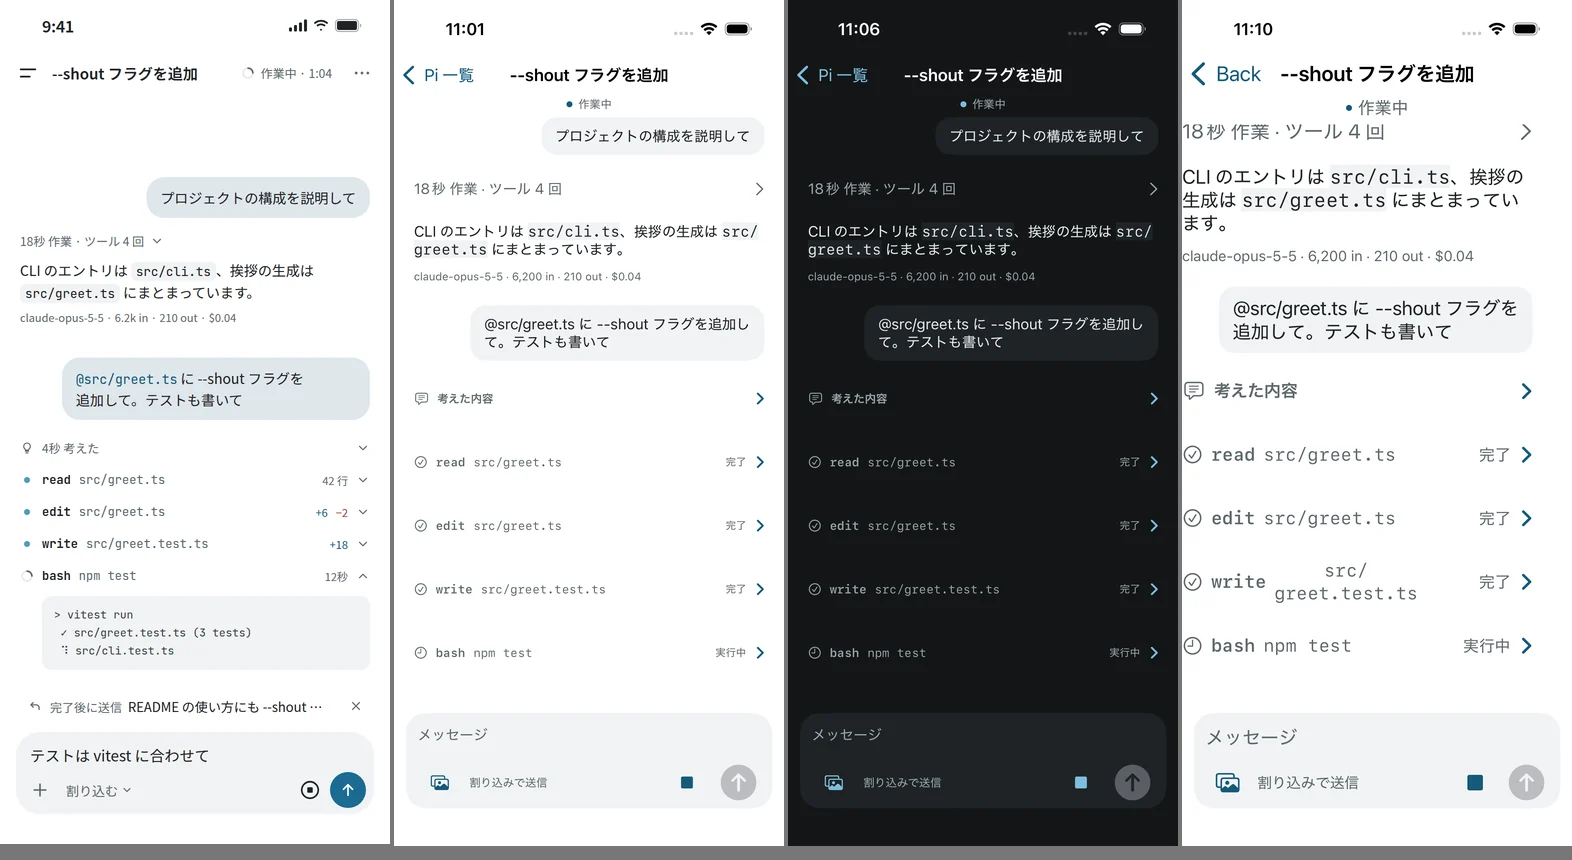 9:41
--shout フラグを追加
作業中 · 1:04
プロジェクトの構成を説明して
18秒 作業 · ツール 4 回
CLI のエントリは src/cli.ts 、挨拶の生成は
src/greet.ts にまとまっています。
claude-opus-5-5 · 6.2k in · 210 out · $0.04
@src/greet.ts に --shout フラグを
追加して。テストも書いて
4秒 考えた
read src/greet.ts 42 行
edit src/greet.ts +6 −2
write src/greet.test.ts +18
bash npm test 12秒
> vitest run
✓ src/greet.test.ts (3 tests)
⠹ src/cli.test.ts
完了後に送信 README の使い方にも --shout ⋯
テストは vitest に合わせて
割り込む
11:01
Pi 一覧
--shout フラグを追加
作業中
プロジェクトの構成を説明して
18 秒 作業 · ツール 4 回
CLI のエントリは src/cli.ts、挨拶の生成は src/
greet.ts にまとまっています。
claude-opus-5-5 · 6,200 in · 210 out · $0.04
@src/greet.ts に --shout フラグを追加し
て。テストも書いて
考えた内容
read src/greet.ts 完了
edit src/greet.ts 完了
write src/greet.test.ts 完了
bash npm test 実行中
メッセージ
割り込みで送信
11:06
Pi 一覧
--shout フラグを追加
作業中
プロジェクトの構成を説明して
18 秒 作業 · ツール 4 回
CLI のエントリは src/cli.ts、挨拶の生成は src/
greet.ts にまとまっています。
claude-opus-5-5 · 6,200 in · 210 out · $0.04
@src/greet.ts に --shout フラグを追加し
て。テストも書いて
考えた内容
read src/greet.ts 完了
edit src/greet.ts 完了
write src/greet.test.ts 完了
bash npm test 実行中
メッセージ
割り込みで送信
11:10
Back
--shout フラグを追加
作業中
18 秒 作業 · ツール 4 回
CLI のエントリは src/cli.ts、挨拶の
生成は src/greet.ts にまとまってい
ます。
claude-opus-5-5 · 6,200 in · 210 out · $0.04
@src/greet.ts に --shout フラグを
追加して。テストも書いて
考えた内容
read src/greet.ts 完了
edit src/greet.ts 完了
write src/
greet.test.ts 完了
bash npm test 実行中
メッセージ
割り込みで送信